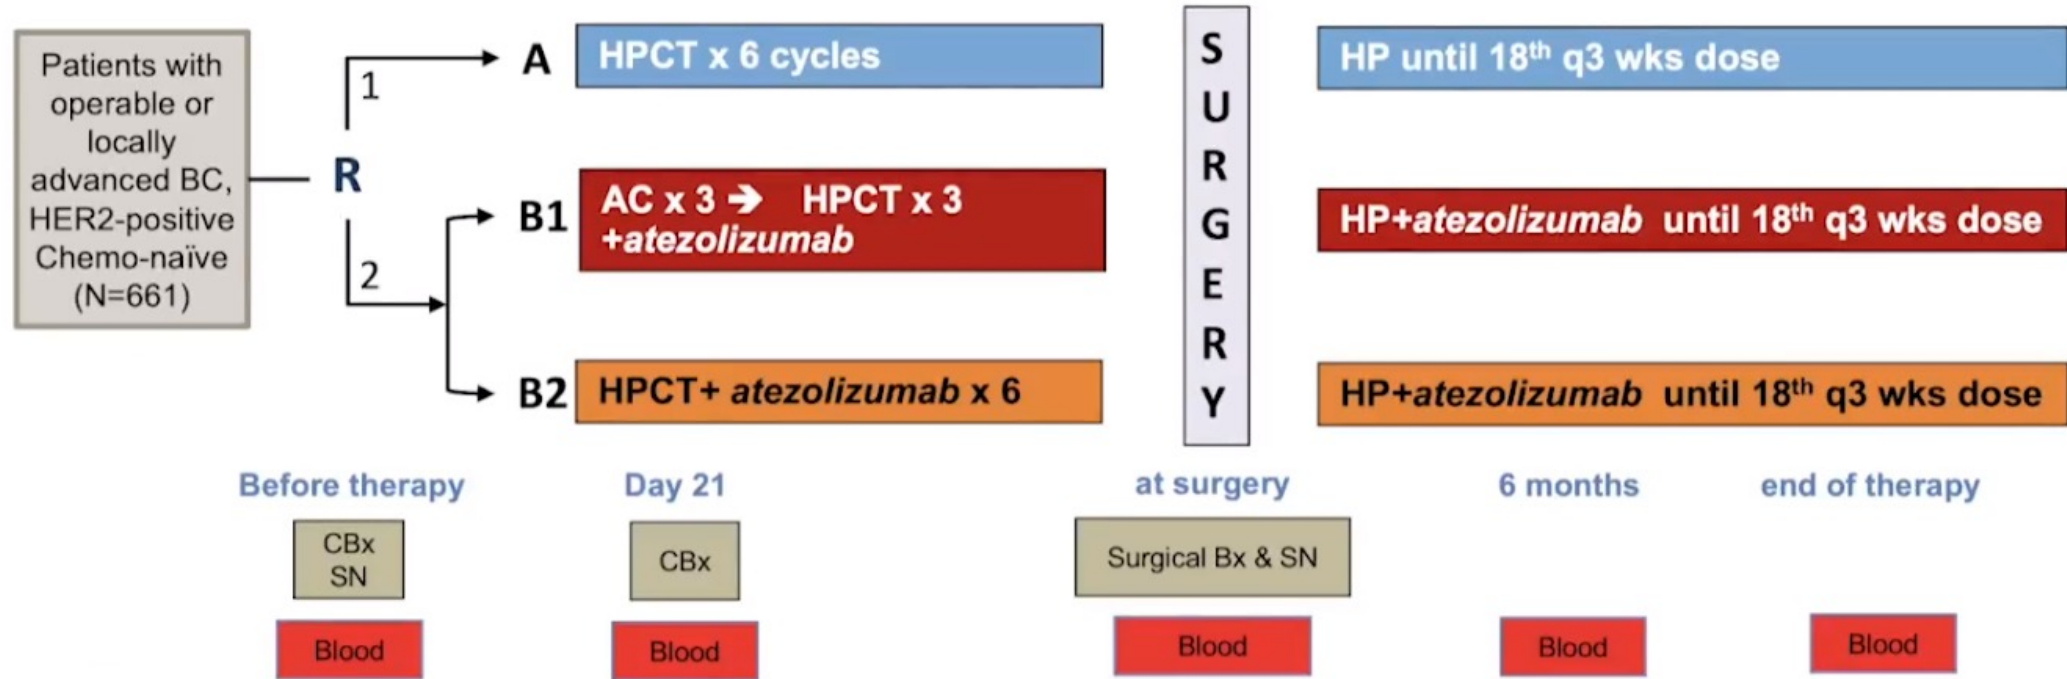 Patients with
operable or
locally
advanced BC,
HER2-positive
Chemo-naïve
(N=661)
R
1
2
A
HPCT x 6 cycles
B1
AC x 3 ➔ HPCT x 3
+atezolizumab
B2
HPCT+ atezolizumab x 6
SURGERY
HP until 18th q3 wks dose
HP+atezolizumab until 18th q3 wks dose
HP+atezolizumab until 18th q3 wks dose
Before therapy
Day 21
at surgery
6 months
end of therapy
CBx
SN
CBx
Surgical Bx & SN
Blood
Blood
Blood
Blood
Blood